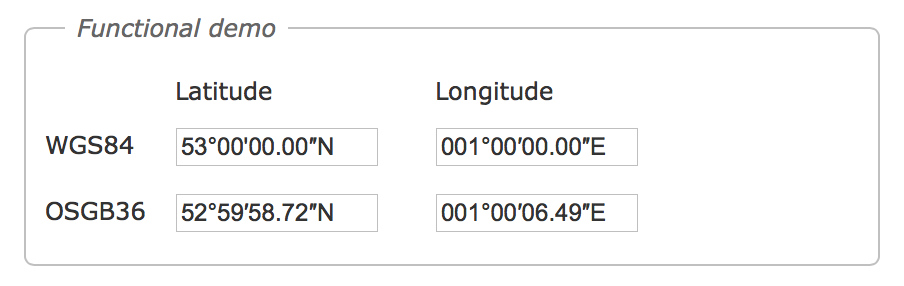 Functional demo
Latitude Longitude
WGS84 53°00'00.00″N 001°00′00.00″E
OSGB36 52°59′58.72″N 001°00′06.49″E